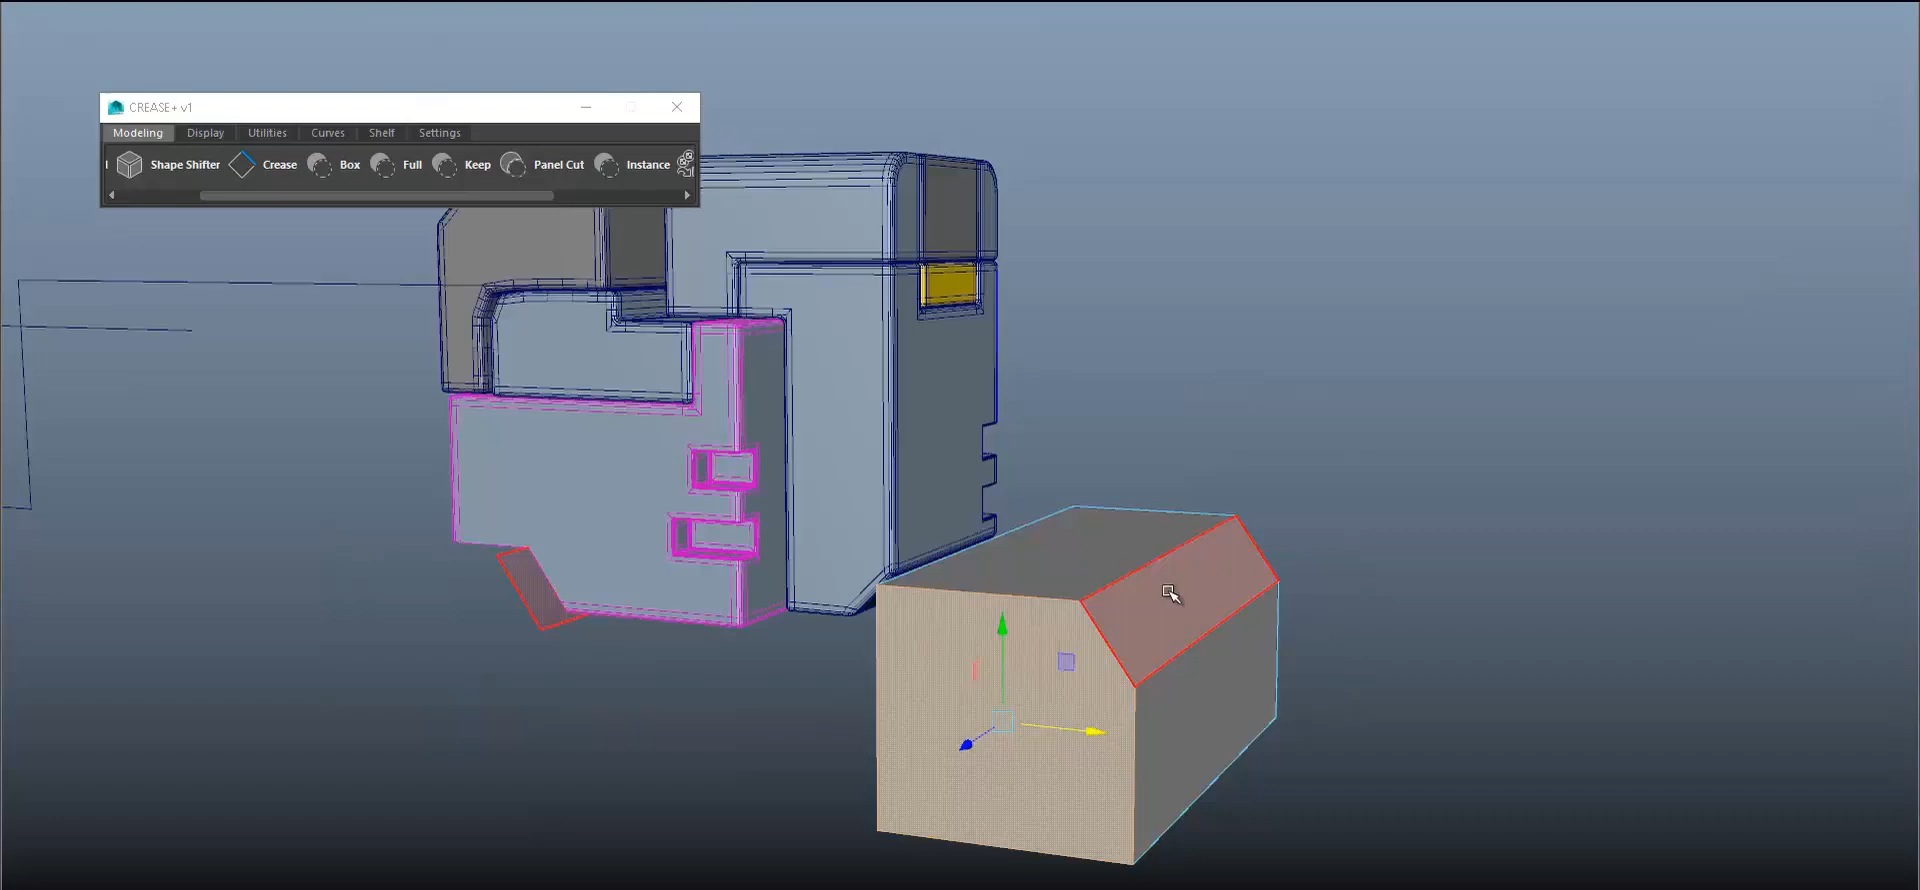 CREASE+ v1
Modeling Display Utilities Curves Shelf Settings
Shape Shifter Crease Box Full Keep Panel Cut Instance